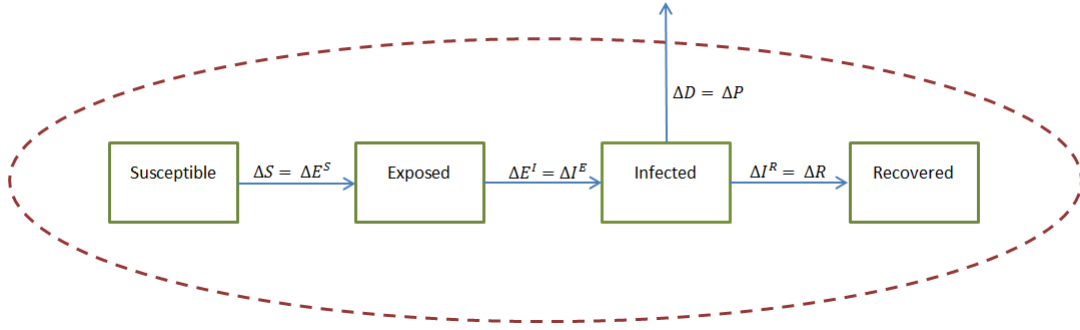 ΔD = ΔP
Susceptible
ΔS = ΔE^S
Exposed
ΔE^I = ΔI^E
Infected
ΔI^R = ΔR
Recovered